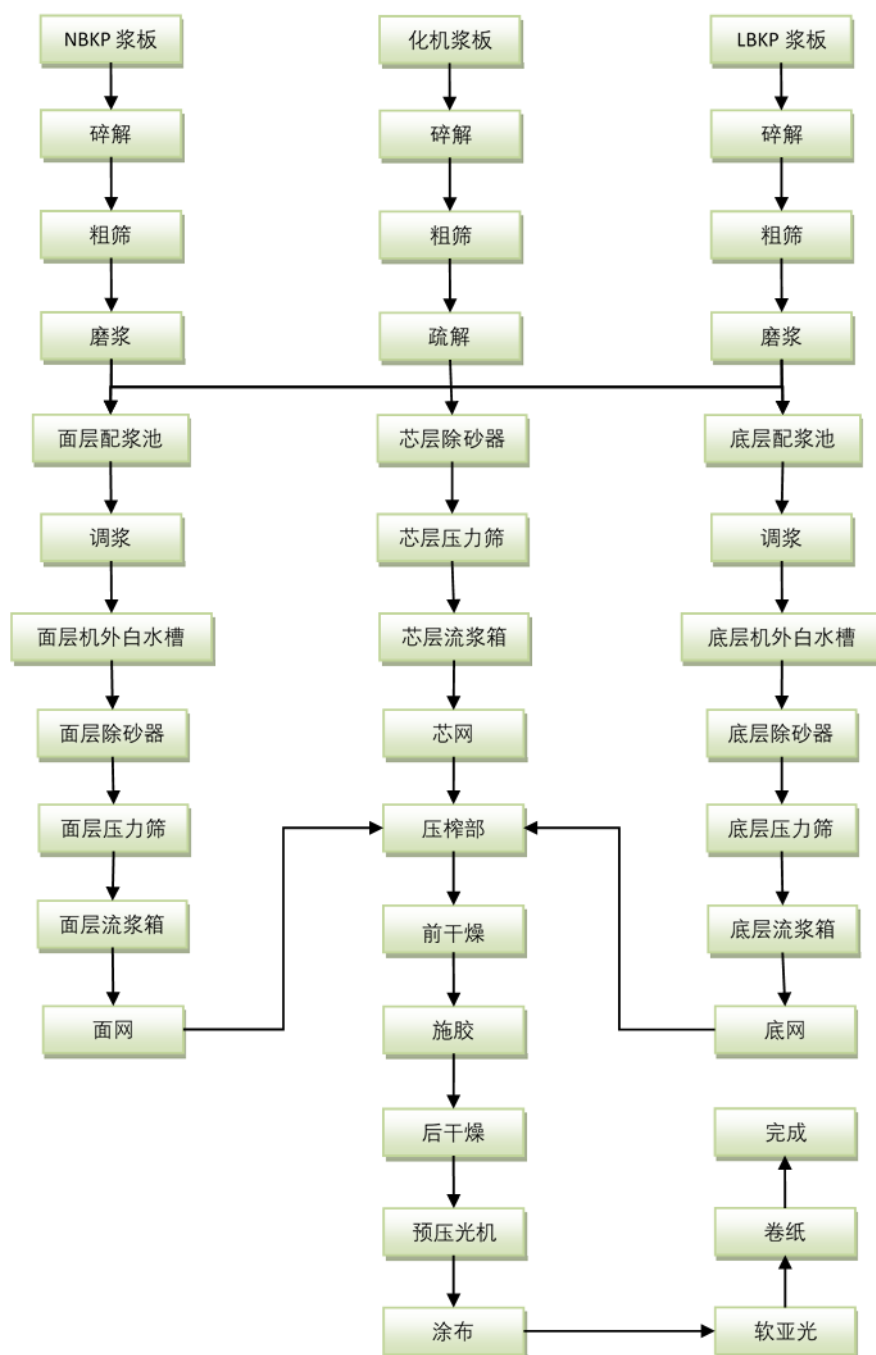 NBKP 浆板
化机浆板
LBKP 浆板
碎解
碎解
碎解
粗筛
粗筛
粗筛
磨浆
疏解
磨浆
面层配浆池
芯层除砂器
底层配浆池
调浆
芯层压力筛
调浆
面层机外白水槽
芯层流浆箱
底层机外白水槽
面层除砂器
芯网
底层除砂器
面层压力筛
压榨部
底层压力筛
面层流浆箱
前干燥
底层流浆箱
面网
施胶
底网
后干燥
完成
预压光机
卷纸
涂布
软亚光